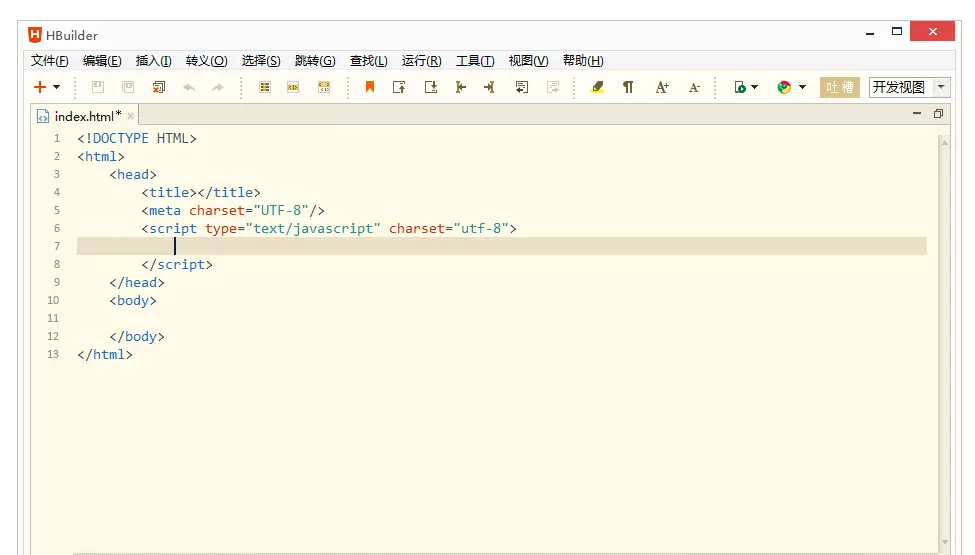 HBuilder
文件(F) 编辑(E) 插入(I) 转义(O) 选择(S) 跳转(G) 查找(L) 运行(R) 工具(T) 视图(V) 帮助(H)
吐槽 开发视图
index.html*
1 <!DOCTYPE HTML>
2 <html>
3 <head>
4 <title></title>
5 <meta charset="UTF-8"/>
6 <script type="text/javascript" charset="utf-8">
7
8 </script>
9 </head>
10 <body>
11
12 </body>
13 </html>